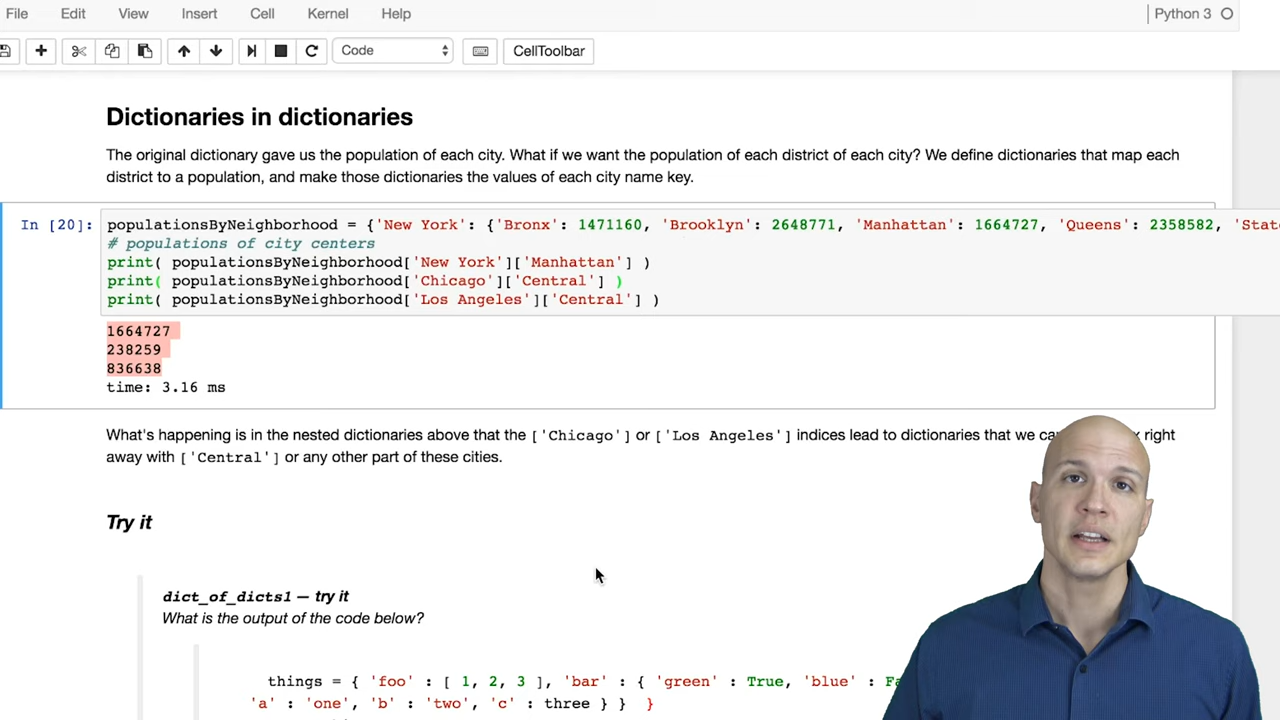 File Edit View Insert Cell Kernel Help Python 3
Code CellToolbar
Dictionaries in dictionaries
The original dictionary gave us the population of each city. What if we want the population of each district of each city? We define dictionaries that map each
district to a population, and make those dictionaries the values of each city name key.
In [20]: populationsByNeighborhood = {'New York': {'Bronx': 1471160, 'Brooklyn': 2648771, 'Manhattan': 1664727, 'Queens': 2358582,
# populations of city centers
print( populationsByNeighborhood['New York']['Manhattan'] )
print( populationsByNeighborhood['Chicago']['Central'] )
print( populationsByNeighborhood['Los Angeles']['Central'] )
1664727
238259
836638
time: 3.16 ms
What's happening is in the nested dictionaries above that the ['Chicago'] or ['Los Angeles'] indices lead to dictionaries that we right
away with ['Central'] or any other part of these cities.
Try it
dict_of_dicts1 — try it
What is the output of the code below?
things = { 'foo' : [ 1, 2, 3 ], 'bar' : { 'green' : True, 'blue' :
'a' : 'one', 'b' : 'two', 'c' : three } } }